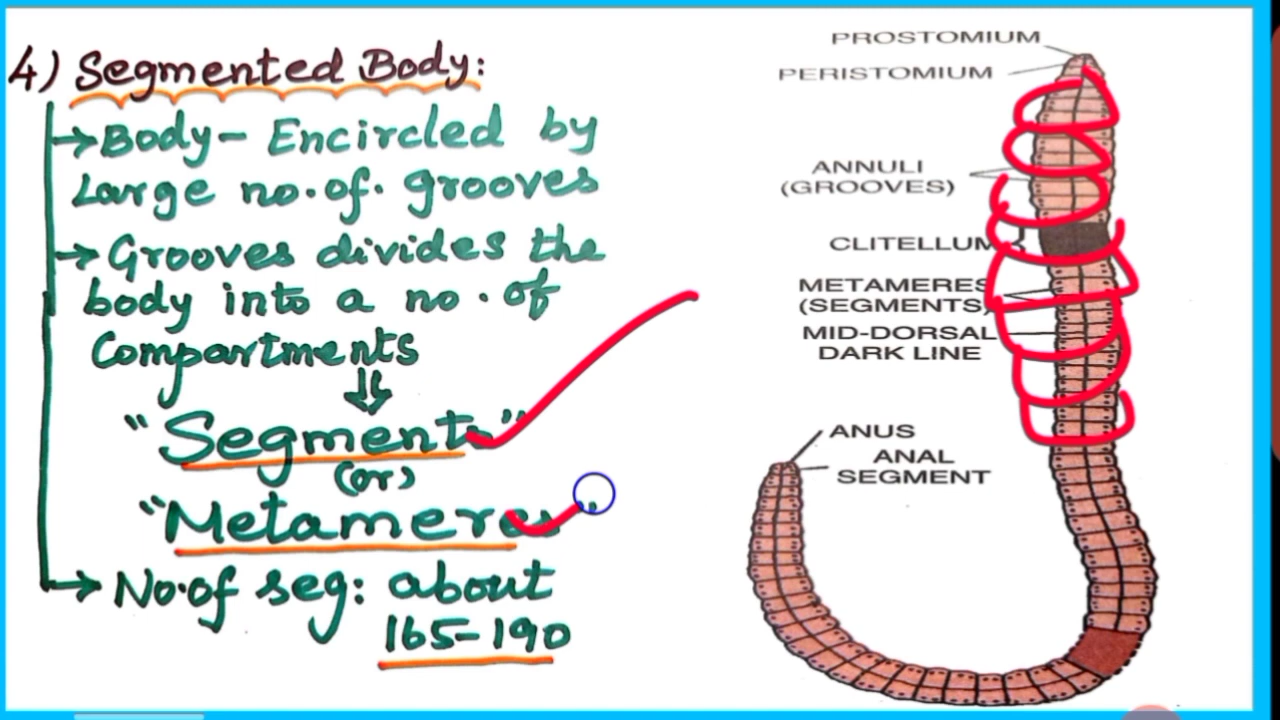 4) Segmented Body:
→ Body- Encircled by
Large no.of. grooves
→ Grooves divides the
body into a no. of
Compartments
"Segments"
(or)
"Metameres"
→ No.of seg: about
165-190
PROSTOMIUM
PERISTOMIUM
ANNULI
(GROOVES)
CLITELLUM
METAMERES
(SEGMENTS)
MID-DORSAL
DARK LINE
ANUS
ANAL
SEGMENT